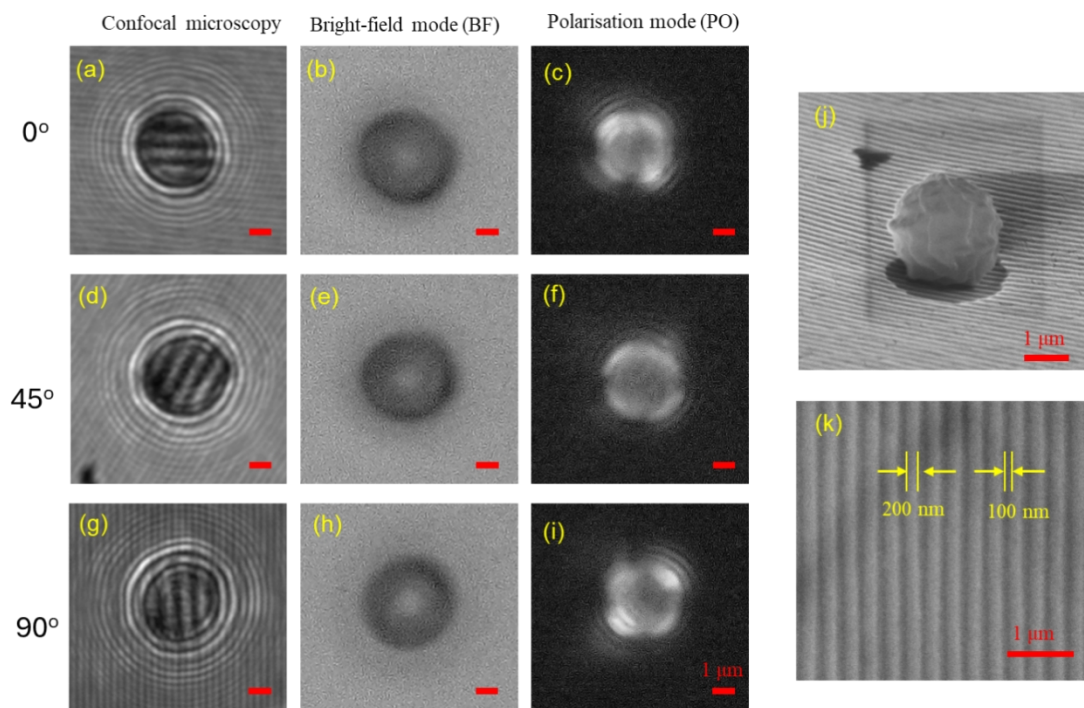 Confocal microscopy
Bright-field mode (BF)
Polarisation mode (PO)
0°
(a)
(b)
(c)
45°
(d)
(e)
(f)
90°
(g)
(h)
(i)
1 μm
(j)
1 μm
(k)
200 nm
100 nm
1 μm